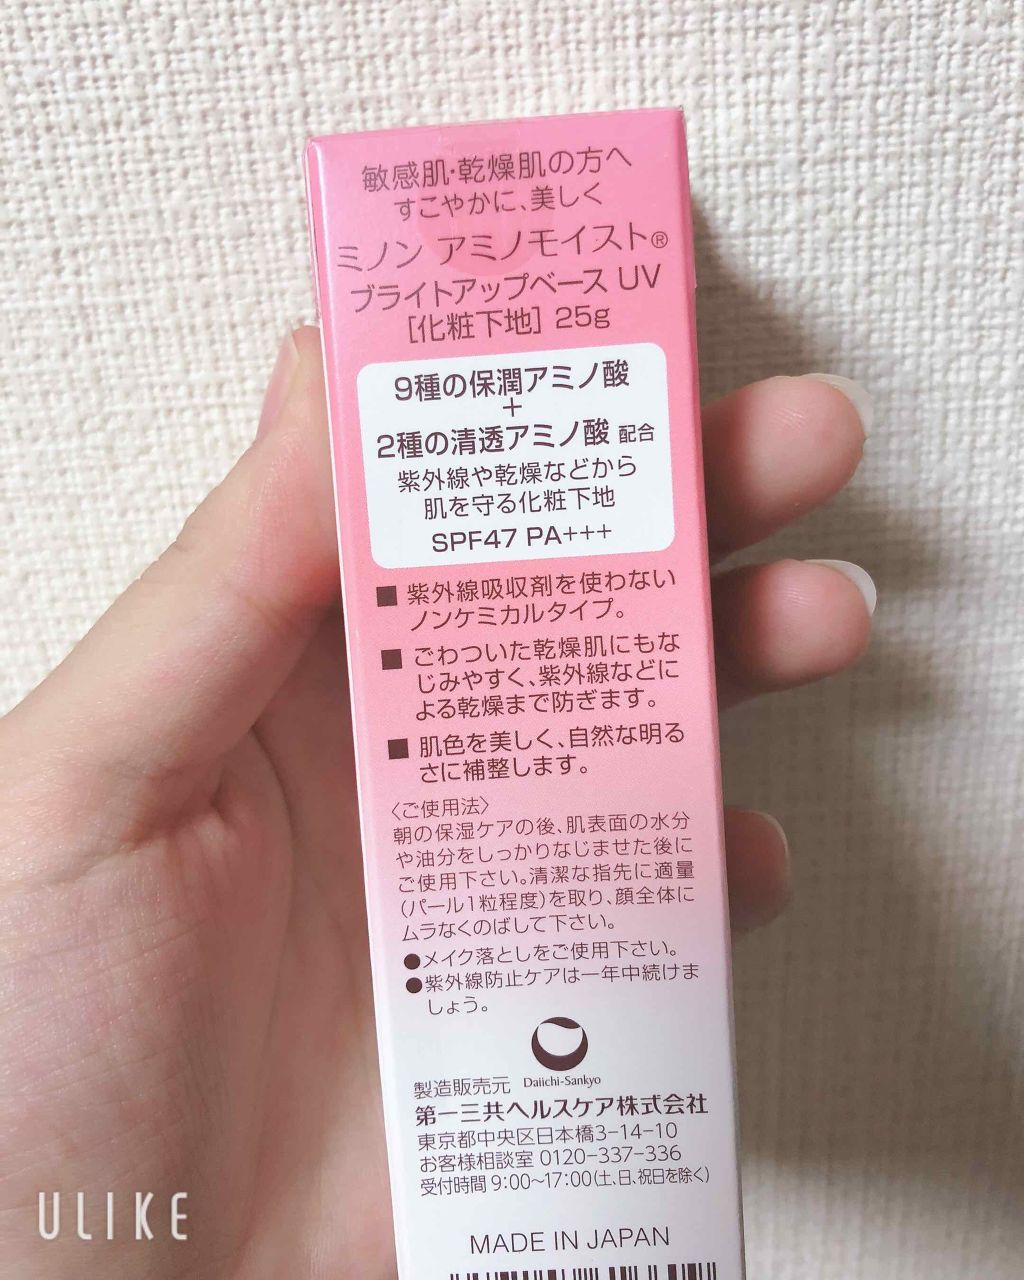 敏感肌･乾燥肌の方へ
すこやかに、美しく
ミノン アミノモイスト®
ブライトアップベース UV
［化粧下地］ 25g
9種の保潤アミノ酸
+
2種の清透アミノ酸 配合
紫外線や乾燥などから
肌を守る化粧下地
SPF47 PA+++
■ 紫外線吸収剤を使わない
ノンケミカルタイプ。
■ ごわついた乾燥肌にもな
じみやすく、紫外線などに
よる乾燥まで防ぎます。
■ 肌色を美しく、自然な明る
さに補整します。
〈ご使用法〉
朝の保湿ケアの後、肌表面の水分
や油分をしっかりなじませた後に
ご使用下さい。清潔な指先に適量
(パール1粒程度)を取り、顔全体に
ムラなくのばして下さい。
●メイク落としをご使用下さい。
●紫外線防止ケアは一年中続けま
しょう。
Daiichi-Sankyo
製造販売元
第一三共ヘルスケア株式会社
東京都中央区日本橋3-14-10
お客様相談室 0120-337-336
受付時間 9:00〜17:00(土、日、祝日を除く)
MADE IN JAPAN
ULIKE